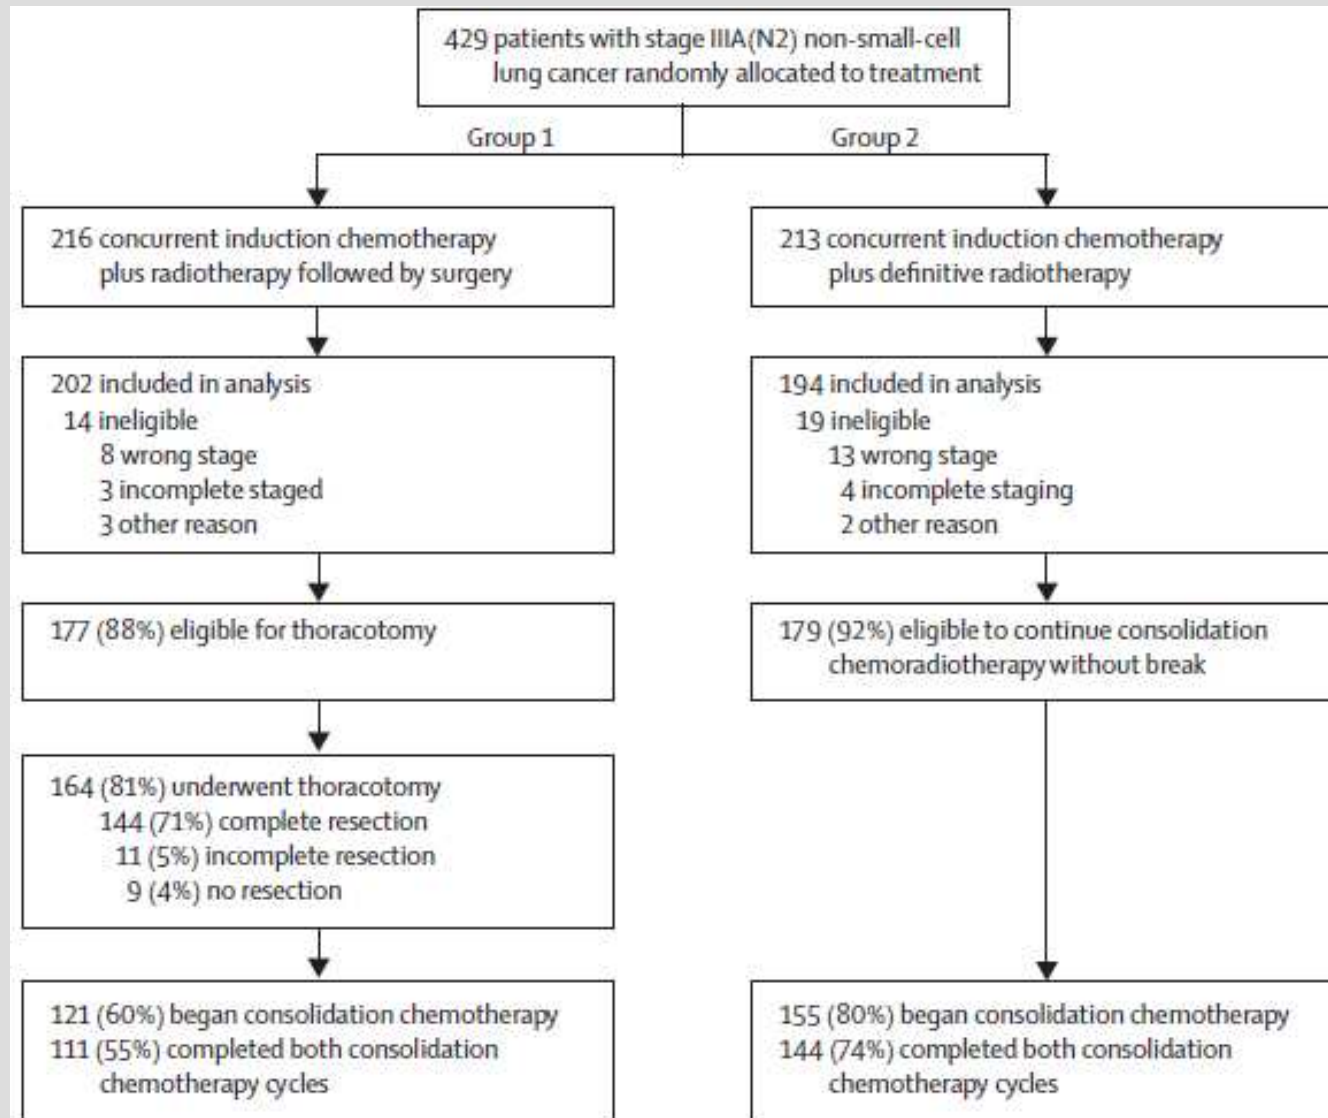 429 patients with stage IIIA(N2) non-small-cell
lung cancer randomly allocated to treatment
Group 1
Group 2
216 concurrent induction chemotherapy
plus radiotherapy followed by surgery
213 concurrent induction chemotherapy
plus definitive radiotherapy
202 included in analysis
14 ineligible
8 wrong stage
3 incomplete staged
3 other reason
194 included in analysis
19 ineligible
13 wrong stage
4 incomplete staging
2 other reason
177 (88%) eligible for thoracotomy
179 (92%) eligible to continue consolidation
chemoradiotherapy without break
164 (81%) underwent thoracotomy
144 (71%) complete resection
11 (5%) incomplete resection
9 (4%) no resection
121 (60%) began consolidation chemotherapy
111 (55%) completed both consolidation
chemotherapy cycles
155 (80%) began consolidation chemotherapy
144 (74%) completed both consolidation
chemotherapy cycles